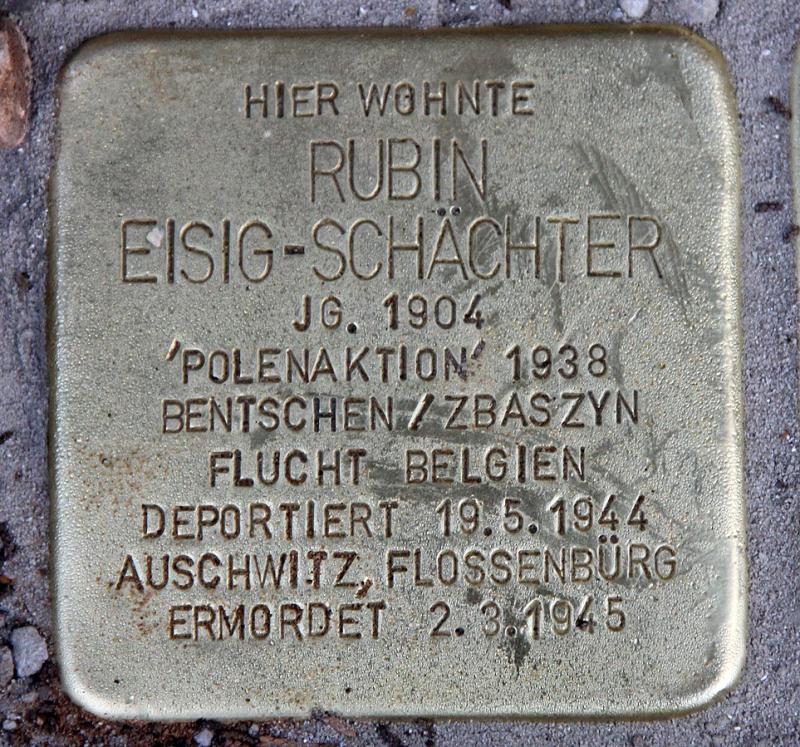 HIER WOHNTE
RUBIN
EISIG-SCHÄCHTER
JG. 1904
'POLENAKTION' 1938
BENTSCHEN / ZBASZYN
FLUCHT BELGIEN
DEPORTIERT 19.5.1944
AUSCHWITZ, FLOSSENBÜRG
ERMORDET 2.3.1945